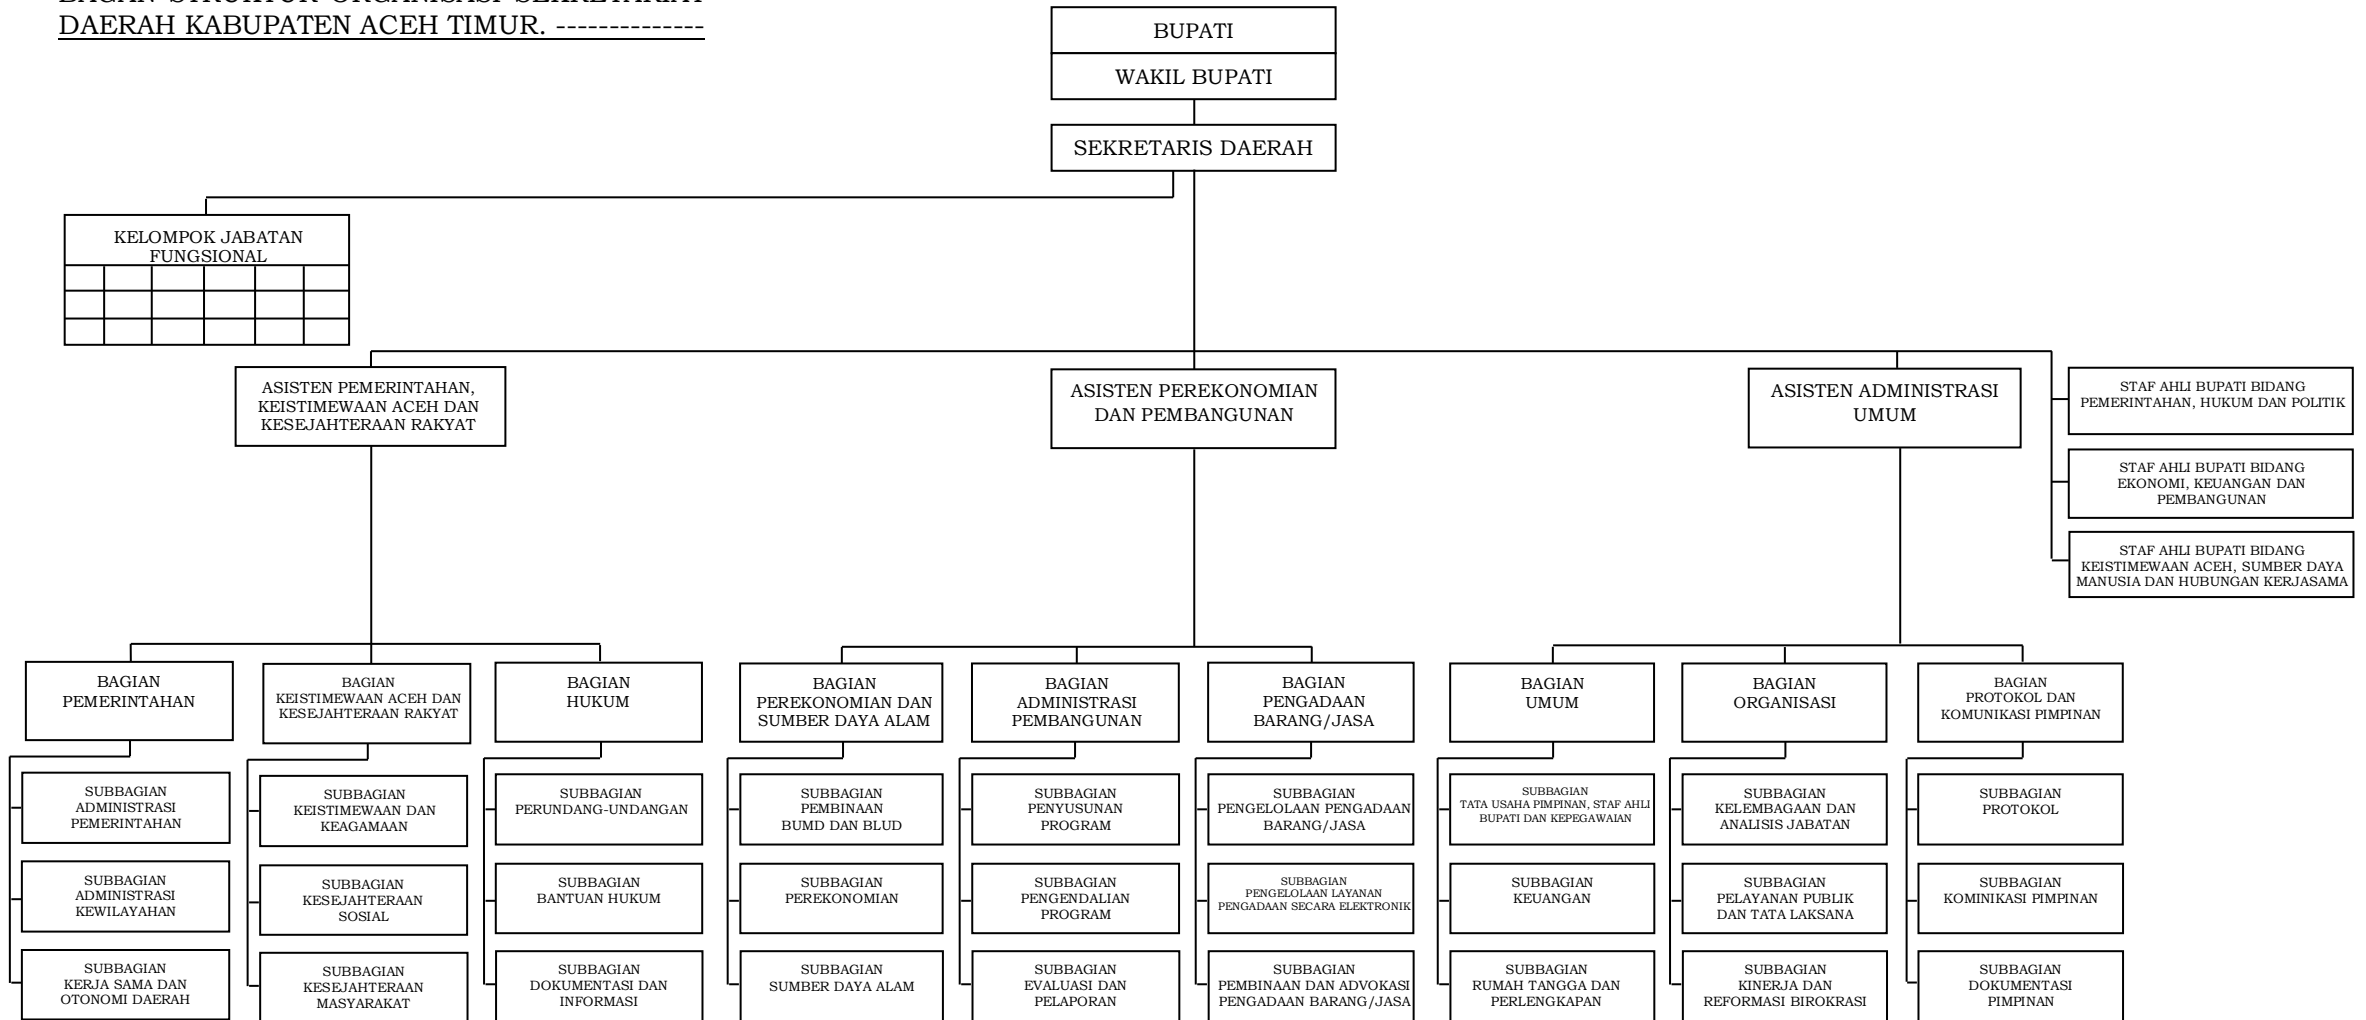 BAGAN STRUKTUR ORGANISASI SEKRETARIAT
DAERAH KABUPATEN ACEH TIMUR. --------------
BUPATI
WAKIL BUPATI
SEKRETARIS DAERAH
KELOMPOK JABATAN
FUNGSIONAL
ASISTEN PEMERINTAHAN,
KEISTIMEWAAN ACEH DAN
KESEJAHTERAAN RAKYAT
ASISTEN PEREKONOMIAN
DAN PEMBANGUNAN
ASISTEN ADMINISTRASI
UMUM
STAF AHLI BUPATI BIDANG
PEMERINTAHAN, HUKUM DAN POLITIK
STAF AHLI BUPATI BIDANG
EKONOMI, KEUANGAN DAN
PEMBANGUNAN
STAF AHLI BUPATI BIDANG
KEISTIMEWAAN ACEH, SUMBER DAYA
MANUSIA DAN HUBUNGAN KERJASAMA
BAGIAN
PEMERINTAHAN
BAGIAN
KEISTIMEWAAN ACEH DAN
KESEJAHTERAAN RAKYAT
BAGIAN
HUKUM
BAGIAN
PEREKONOMIAN DAN
SUMBER DAYA ALAM
BAGIAN
ADMINISTRASI
PEMBANGUNAN
BAGIAN
PENGADAAN
BARANG/JASA
BAGIAN
UMUM
BAGIAN
ORGANISASI
BAGIAN
PROTOKOL DAN
KOMUNIKASI PIMPINAN
SUBBAGIAN
ADMINISTRASI
PEMERINTAHAN
SUBBAGIAN
KEISTIMEWAAN DAN
KEAGAMAAN
SUBBAGIAN
PERUNDANG-UNDANGAN
SUBBAGIAN
PEMBINAAN
BUMD DAN BLUD
SUBBAGIAN
PENYUSUNAN
PROGRAM
SUBBAGIAN
PENGELOLAAN PENGADAAN
BARANG/JASA
SUBBAGIAN
TATA USAHA PIMPINAN, STAF AHLI
BUPATI DAN KEPEGAWAIAN
SUBBAGIAN
KELEMBAGAAN DAN
ANALISIS JABATAN
SUBBAGIAN
PROTOKOL
SUBBAGIAN
ADMINISTRASI
KEWILAYAHAN
SUBBAGIAN
KESEJAHTERAAN
SOSIAL
SUBBAGIAN
BANTUAN HUKUM
SUBBAGIAN
PEREKONOMIAN
SUBBAGIAN
PENGENDALIAN
PROGRAM
SUBBAGIAN
PENGELOLAAN LAYANAN
PENGADAAN SECARA ELEKTRONIK
SUBBAGIAN
KEUANGAN
SUBBAGIAN
PELAYANAN PUBLIK
DAN TATA LAKSANA
SUBBAGIAN
KOMINIKASI PIMPINAN
SUBBAGIAN
KERJA SAMA DAN
OTONOMI DAERAH
SUBBAGIAN
KESEJAHTERAAN
MASYARAKAT
SUBBAGIAN
DOKUMENTASI DAN
INFORMASI
SUBBAGIAN
SUMBER DAYA ALAM
SUBBAGIAN
EVALUASI DAN
PELAPORAN
SUBBAGIAN
PEMBINAAN DAN ADVOKASI
PENGADAAN BARANG/JASA
SUBBAGIAN
RUMAH TANGGA DAN
PERLENGKAPAN
SUBBAGIAN
KINERJA DAN
REFORMASI BIROKRASI
SUBBAGIAN
DOKUMENTASI
PIMPINAN